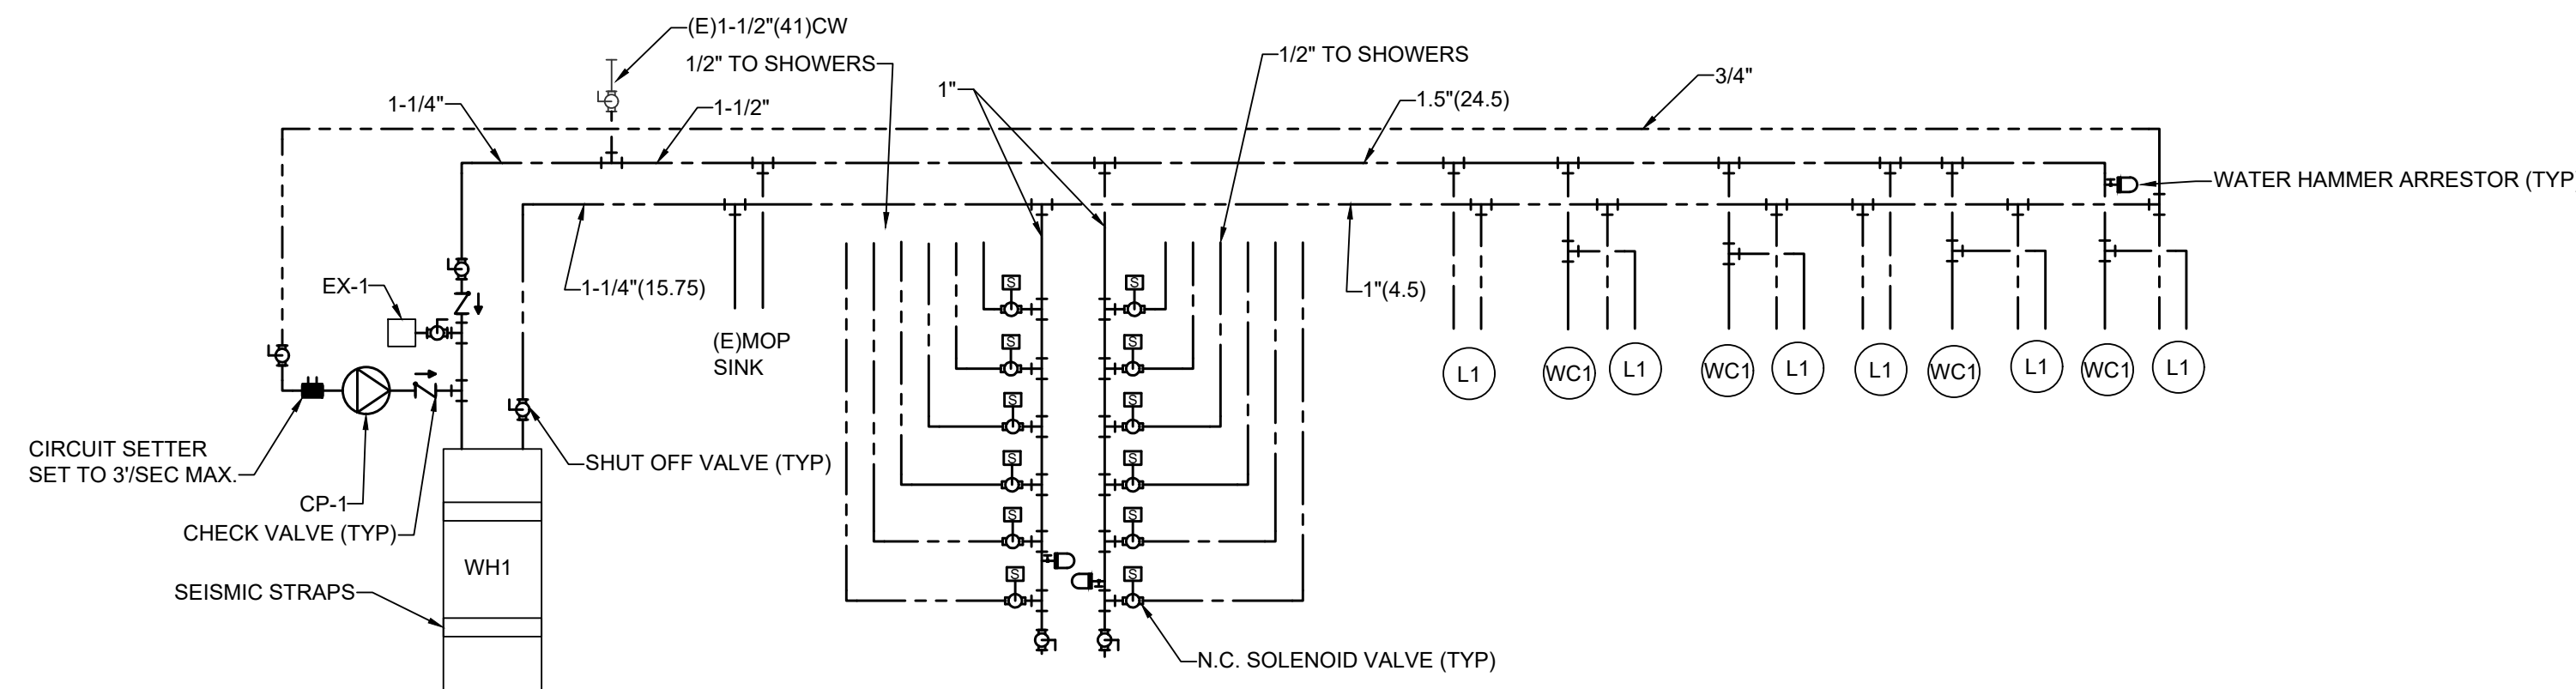 (E)1-1/2"(41)CW
1/2" TO SHOWERS
1/2" TO SHOWERS
3/4"
1-1/4"
1-1/2"
1"
1.5"(24.5)
WATER HAMMER ARRESTOR (TYP
EX-1
1-1/4"(15.75)
1"(4.5)
(E)MOP
SINK
S
S
S
S
S
S
S
S
S
S
S
S
L1
WC1
L1
WC1
L1
L1
WC1
L1
WC1
L1
CIRCUIT SETTER
SET TO 3'/SEC MAX.
SHUT OFF VALVE (TYP)
CP-1
CHECK VALVE (TYP)
WH1
SEISMIC STRAPS
N.C. SOLENOID VALVE (TYP)